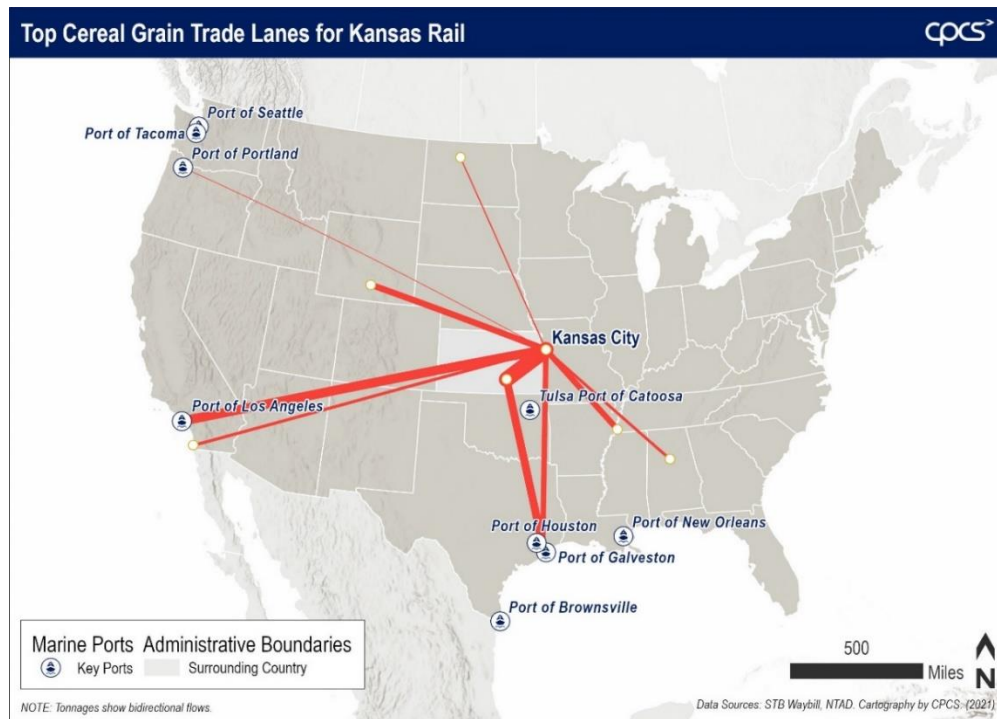 Top Cereal Grain Trade Lanes for Kansas Rail
cpcs
Port of Seattle
Port of Tacoma
Port of Portland
Kansas City
Tulsa Port of Catoosa
Port of Los Angeles
Port of Houston
Port of New Orleans
Port of Galveston
Port of Brownsville
Marine Ports Administrative Boundaries
Key Ports Surrounding Country
500
Miles
N
NOTE: Tonnages show bidirectional flows.
Data Sources: STB Waybill, NTAD. Cartography by CPCS. (2021)